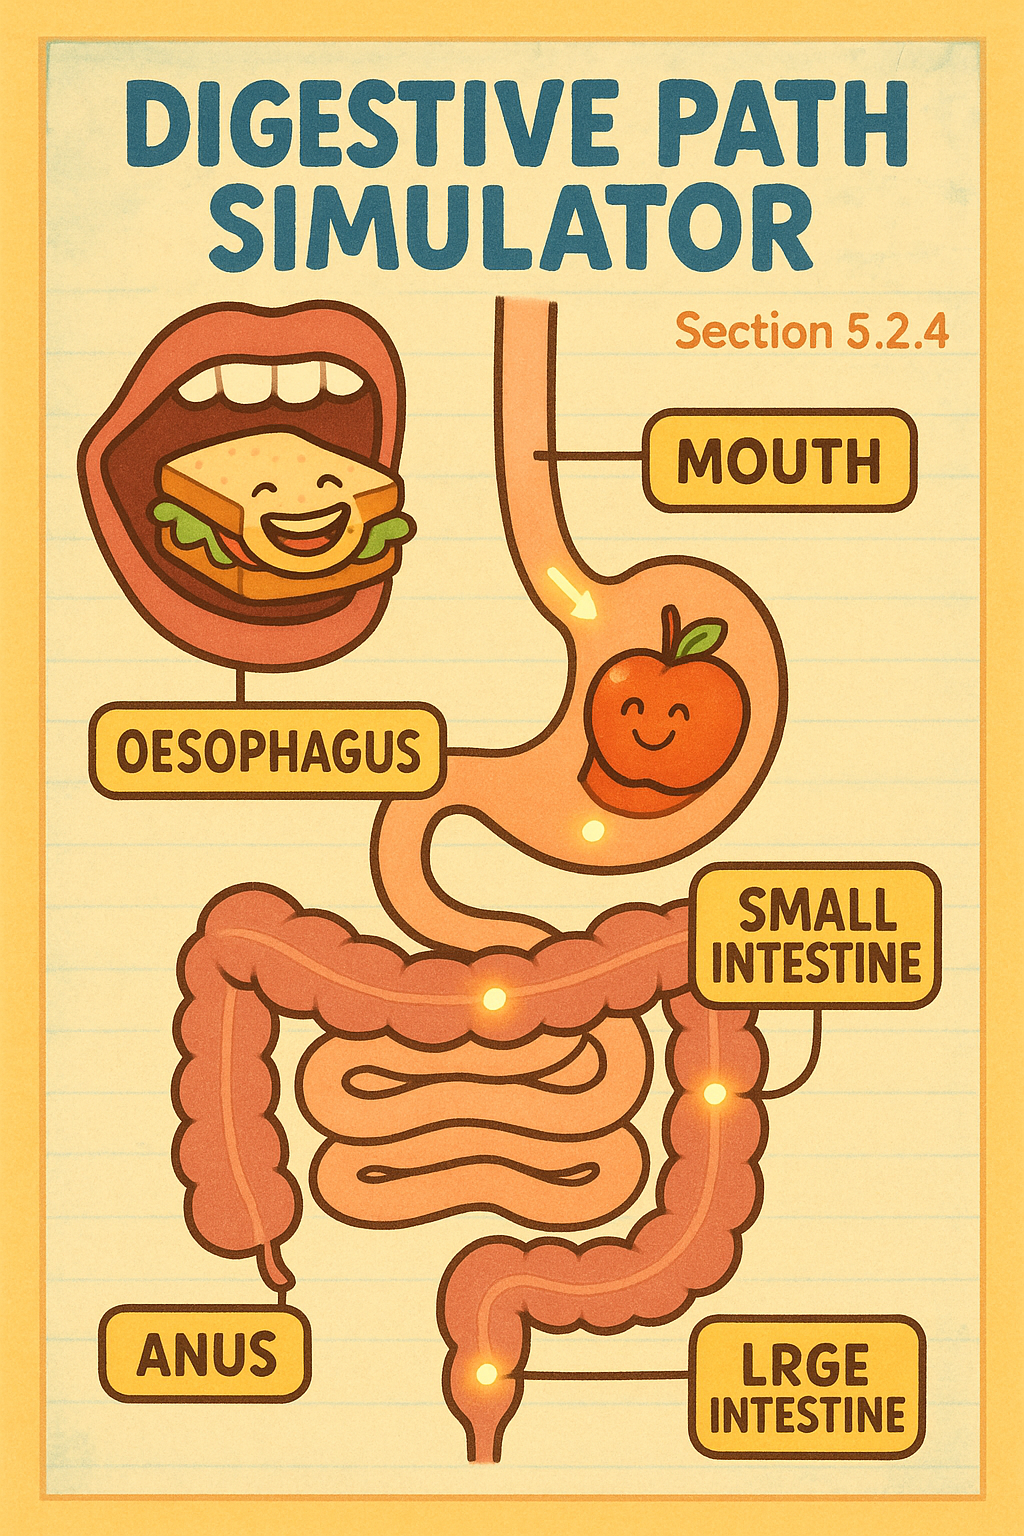 DIGESTIVE PATH
SIMULATOR
Section 5.2.4
MOUTH
OESOPHAGUS
SMALL
INTESTINE
ANUS
LRGE
INTESTINE